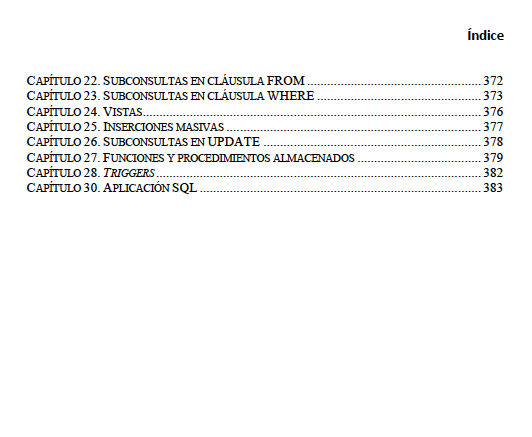 Índice
CAPÍTULO 22. SUBCONSULTAS EN CLÁUSULA FROM ........................................................ 372
CAPÍTULO 23. SUBCONSULTAS EN CLÁUSULA WHERE ..................................................... 373
CAPÍTULO 24. VISTAS........................................................................................................... 376
CAPÍTULO 25. INSERCIONES MASIVAS ................................................................................ 377
CAPÍTULO 26. SUBCONSULTAS EN UPDATE ..................................................................... 378
CAPÍTULO 27. FUNCIONES Y PROCEDIMIENTOS ALMACENADOS ....................................... 379
CAPÍTULO 28. TRIGGERS....................................................................................................... 382
CAPÍTULO 30. APLICACIÓN SQL ......................................................................................... 383